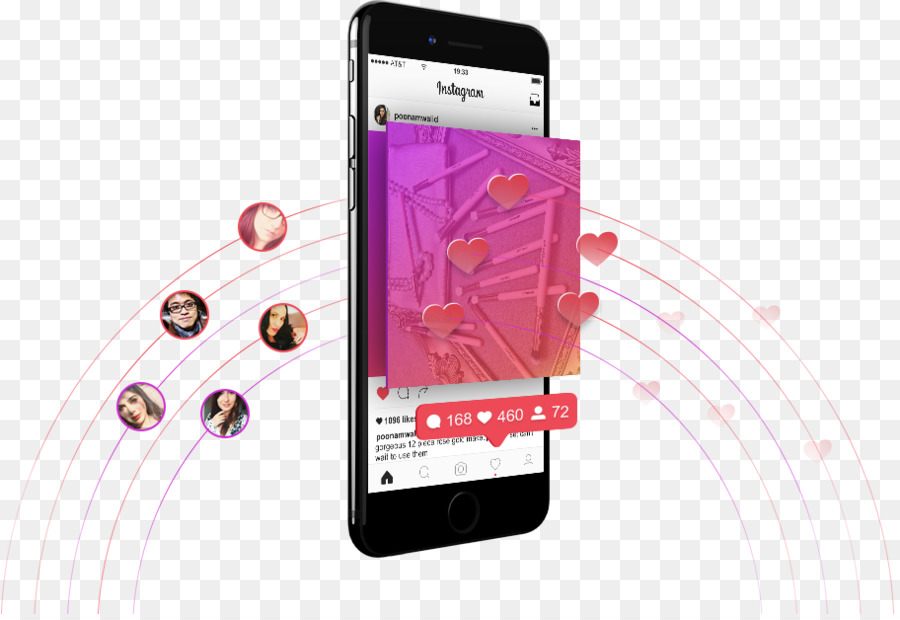 AT&T
19:33
Instagram
poonamwalid
1096 likes
168 460 72
poonamwali
gorgeous 12 piece rose gold
wait to use them